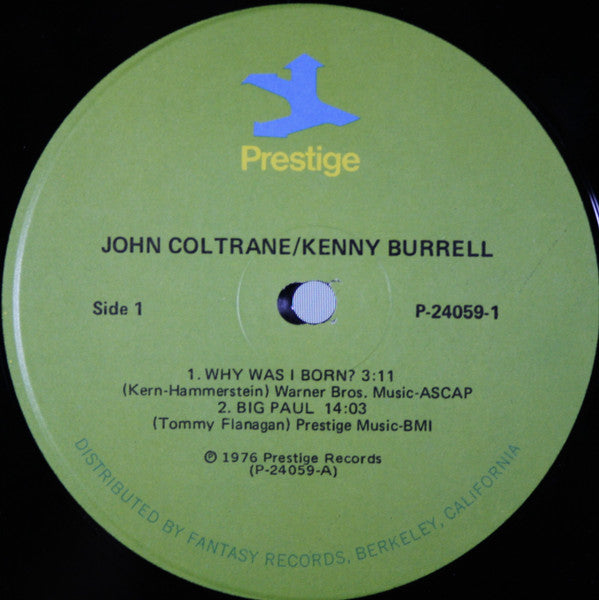 Prestige
JOHN COLTRANE/KENNY BURRELL
Side 1
P-24059-1
1. WHY WAS I BORN? 3:11
(Kern-Hammerstein) Warner Bros. Music-ASCAP
2. BIG PAUL 14:03
(Tommy Flanagan) Prestige Music-BMI
℗ 1976 Prestige Records
(P-24059-A)
DISTRIBUTED BY FANTASY RECORDS, BERKELEY, CALIFORNIA